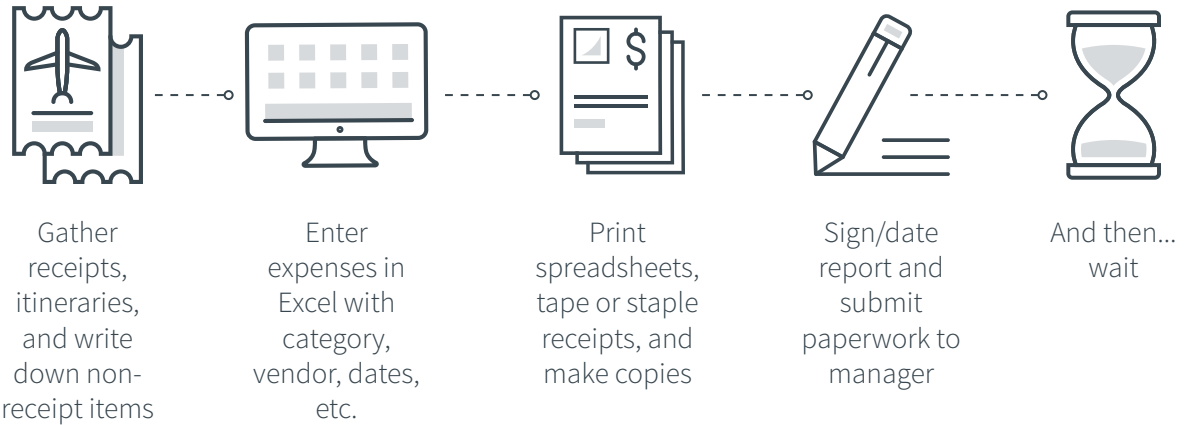 $
Gather
receipts,
itineraries,
and write
down non-
receipt items
Enter
expenses in
Excel with
category,
vendor, dates,
etc.
Print
spreadsheets,
tape or staple
receipts, and
make copies
Sign/date
report and
submit
paperwork to
manager
And then...
wait